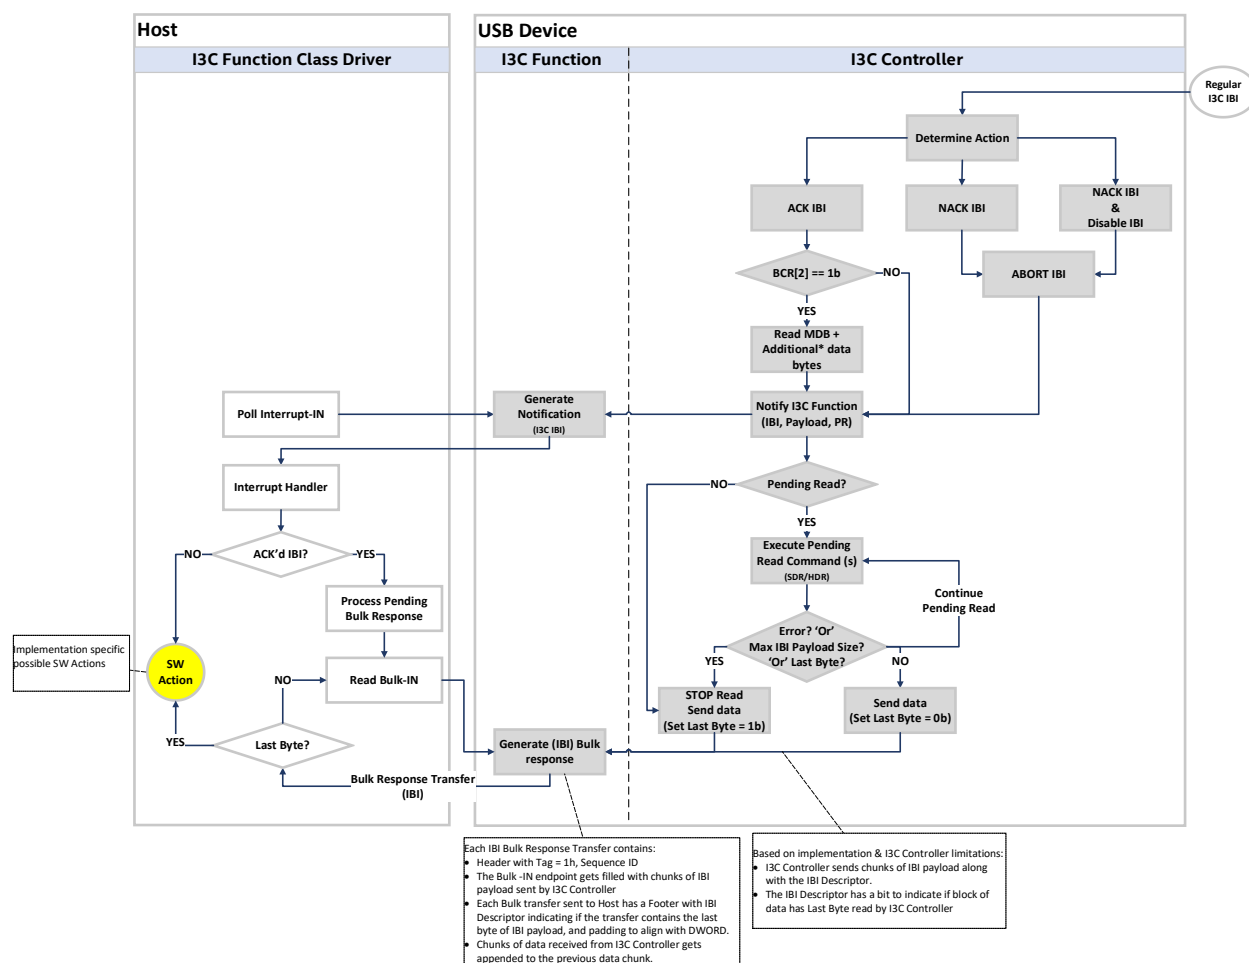 Host
USB Device
I3C Function Class Driver
I3C Function
I3C Controller
Regular
I3C IBI
Determine Action
ACK IBI
NACK IBI
NACK IBI
&
Disable IBI
BCR[2] == 1b
NO
ABORT IBI
YES
Read MDB +
Additional* data
bytes
Poll Interrupt-IN
Generate
Notification
(I3C IBI)
Notify I3C Function
(IBI, Payload, PR)
Interrupt Handler
NO
Pending Read?
YES
NO
ACK'd IBI?
YES
Execute Pending
Read Command (s)
(SDR/HDR)
Continue
Pending Read
Process Pending
Bulk Response
Error? ‘Or’
Max IBI Payload Size?
‘Or’ Last Byte?
Implementation specific
possible SW Actions
SW
Action
NO
Read Bulk-IN
YES
NO
STOP Read
Send data
(Set Last Byte = 1b)
Send data
(Set Last Byte = 0b)
YES
Last Byte?
Generate (IBI) Bulk
response
Bulk Response Transfer
(IBI)
Each IBI Bulk Response Transfer contains:
• Header with Tag = 1h, Sequence ID
• The Bulk -IN endpoint gets filled with chunks of IBI
payload sent by I3C Controller
• Each Bulk transfer sent to Host has a Footer with IBI
Descriptor indicating if the transfer contains the last
byte of IBI payload, and padding to align with DWORD.
• Chunks of data received from I3C Controller gets
appended to the previous data chunk.
Based on implementation & I3C Controller limitations:
• I3C Controller sends chunks of IBI payload along
with the IBI Descriptor.
• The IBI Descriptor has a bit to indicate if block of
data has Last Byte read by I3C Controller